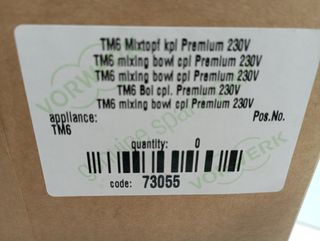 TM6 Mixtopf kpl Premium 230V
TM6 mixing bowl cpl Premium 230V
TM6 mixing bowl cpl Premium 230V
TM6 Bol cpl. Premium 230V
TM6 mixing bowl cpl Premium 230V
appliance: Pos.No.
TM6
quantity: 0
code: 73055
VORWERK
genuine spare
VORWERK